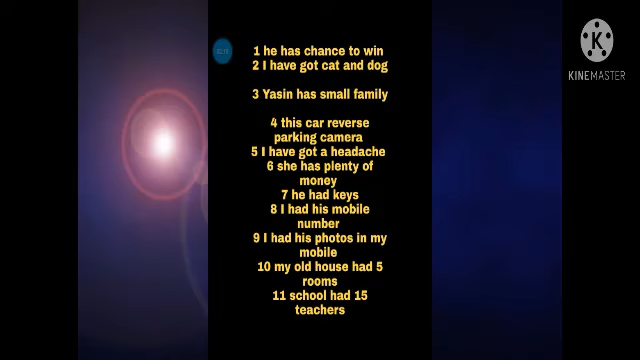 1 he has chance to win
2 I have got cat and dog
3 Yasin has small family
4 this car reverse
parking camera
5 I have got a headache
6 she has plenty of
money
7 he had keys
8 I had his mobile
number
9 I had his photos in my
mobile
10 my old house had 5
rooms
11 school had 15
teachers
KINEMASTER